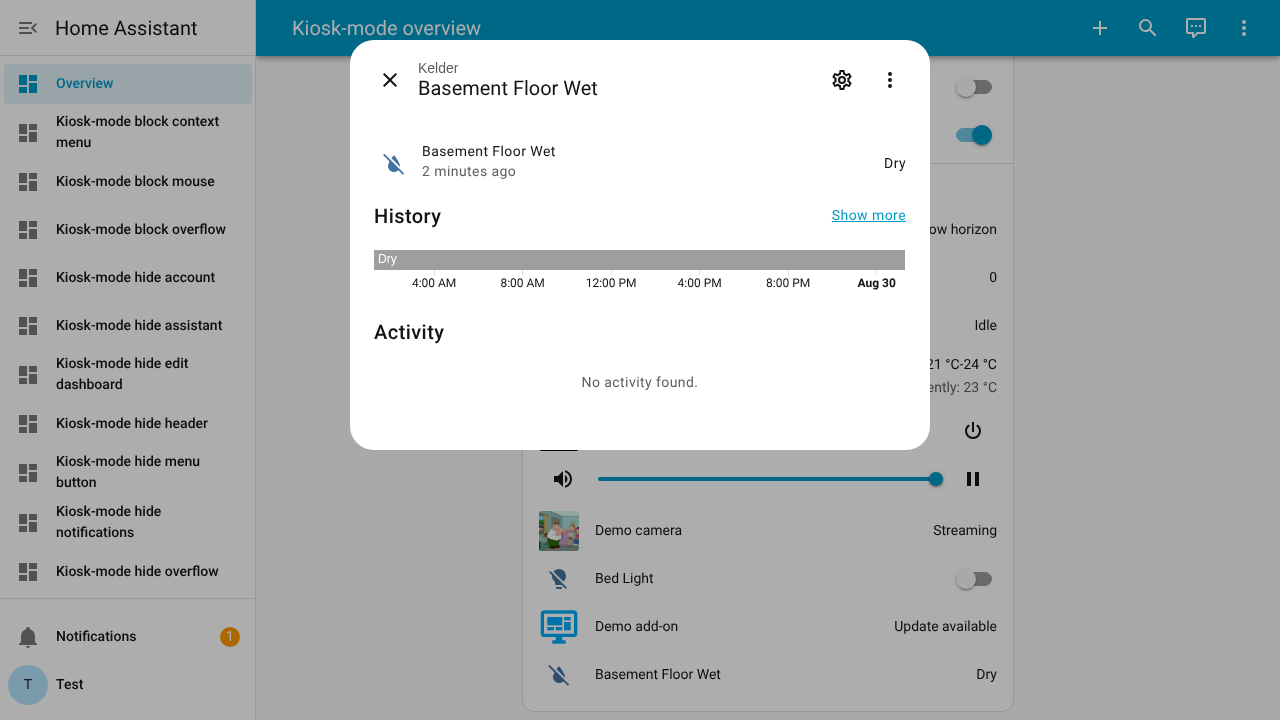 Home Assistant
Kiosk-mode overview
Overview
Kiosk-mode block context
menu
Kiosk-mode block mouse
Kiosk-mode block overflow
Kiosk-mode hide account
Kiosk-mode hide assistant
Kiosk-mode hide edit
dashboard
Kiosk-mode hide header
Kiosk-mode hide menu
button
Kiosk-mode hide
notifications
Kiosk-mode hide overflow
Notifications
1
T
Test
Kelder
Basement Floor Wet
Basement Floor Wet
2 minutes ago
Dry
History
Show more
Dry
4:00 AM 8:00 AM 12:00 PM 4:00 PM 8:00 PM Aug 30
Activity
No activity found.
horizon
0
Idle
21 °C-24 °C
23 °C
Demo camera
Streaming
Bed Light
Demo add-on
Update available
Basement Floor Wet
Dry